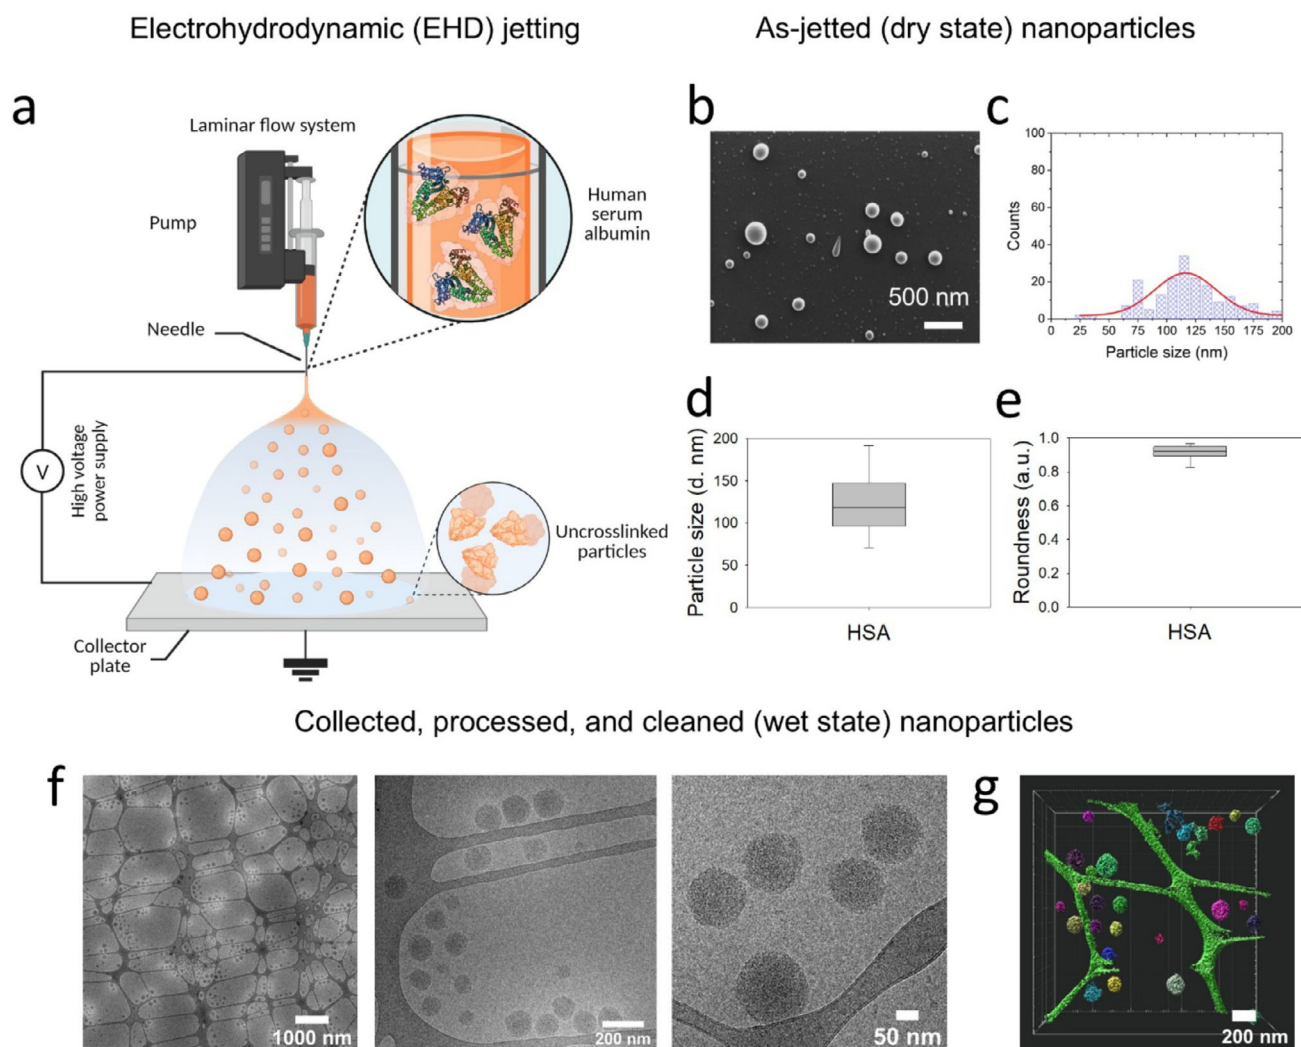 Electrohydrodynamic (EHD) jetting
As-jetted (dry state) nanoparticles
a
Laminar flow system
Pump
Needle
Human
serum
albumin
High voltage
power supply
V
Uncrosslinked
particles
Collector
plate
b
500 nm
c
100
80
60
40
20
0
Counts
0 25 50 75 100 125 150 175 200
Particle size (nm)
d
200
150
100
50
0
Particle size (d. nm)
HSA
e
1.0
0.8
0.6
0.4
0.2
0.0
Roundness (a.u.)
HSA
Collected, processed, and cleaned (wet state) nanoparticles
f
1000 nm
200 nm
50 nm
g
200 nm